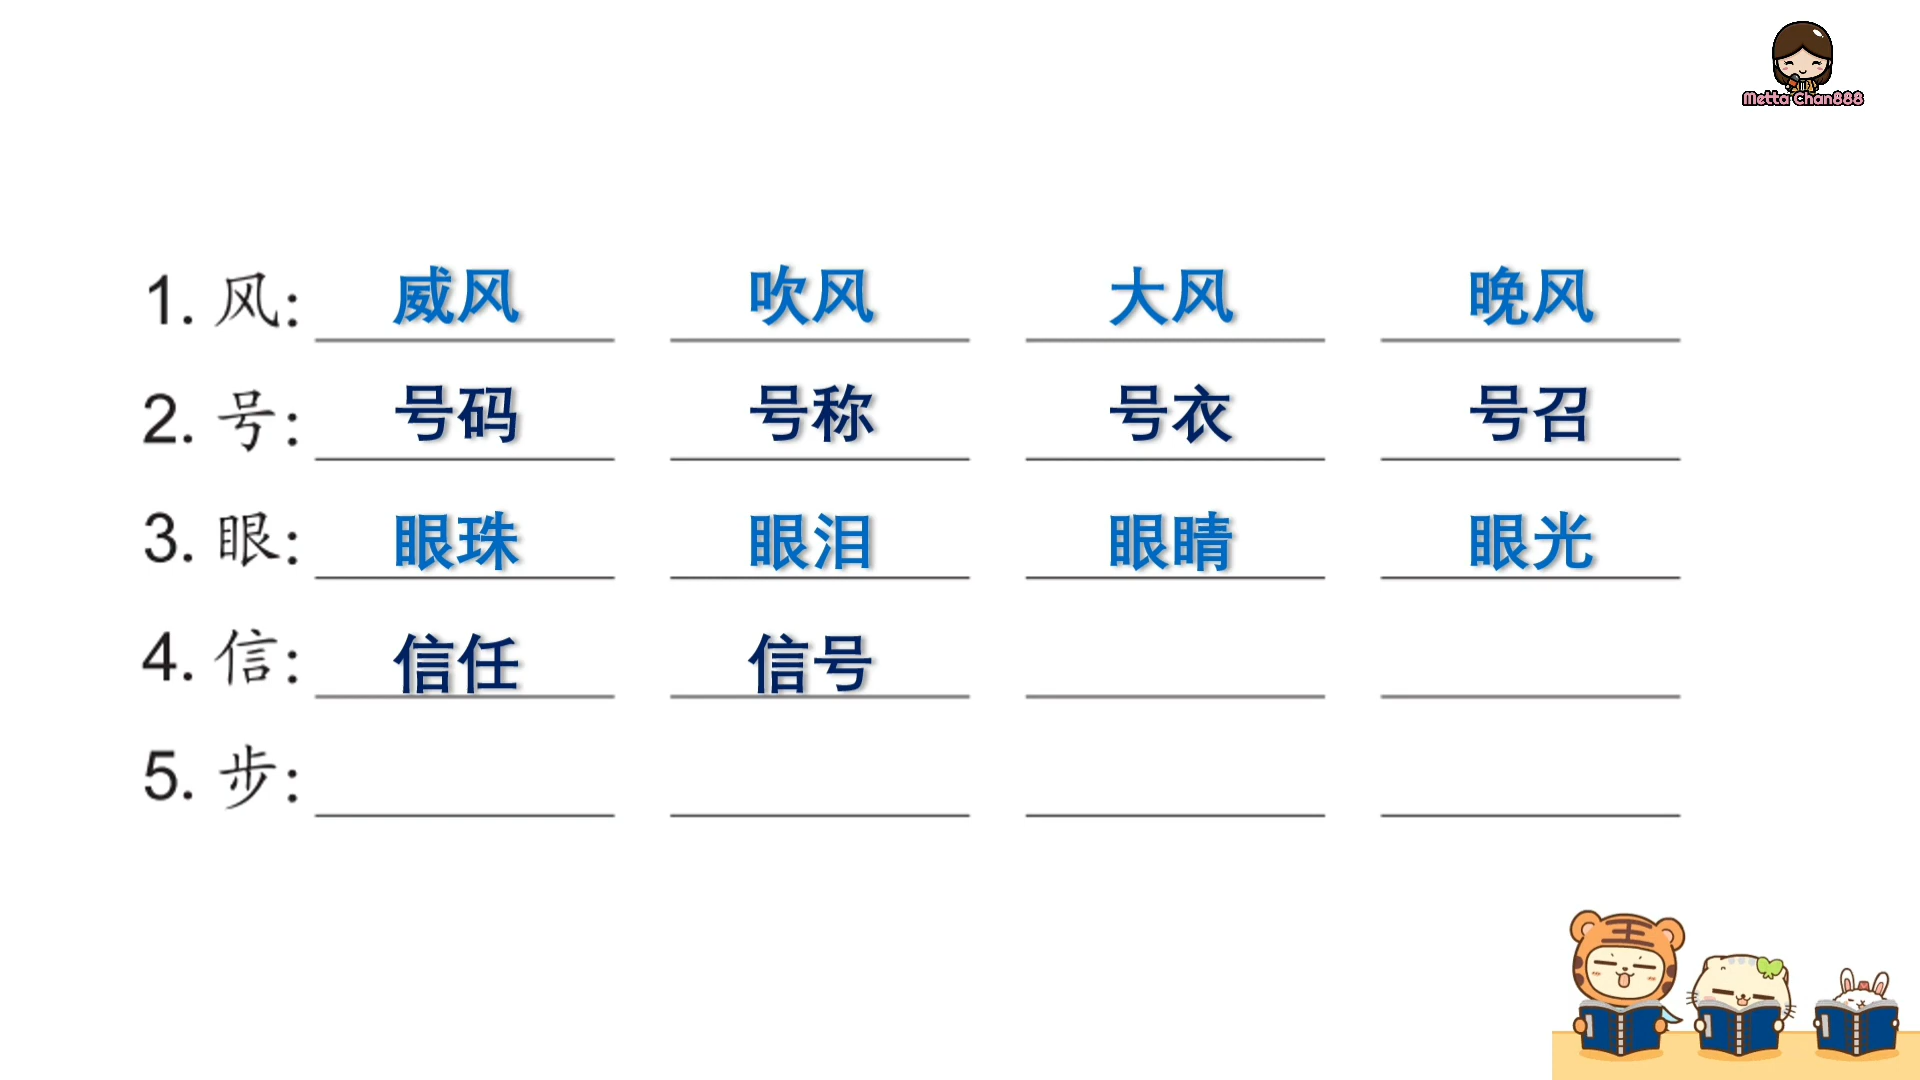 Metta Chan888
1. 风: 威风 吹风 大风 晚风
2. 号: 号码 号称 号衣 号召
3. 眼: 眼珠 眼泪 眼睛 眼光
4. 信: 信任 信号
5. 步:
王